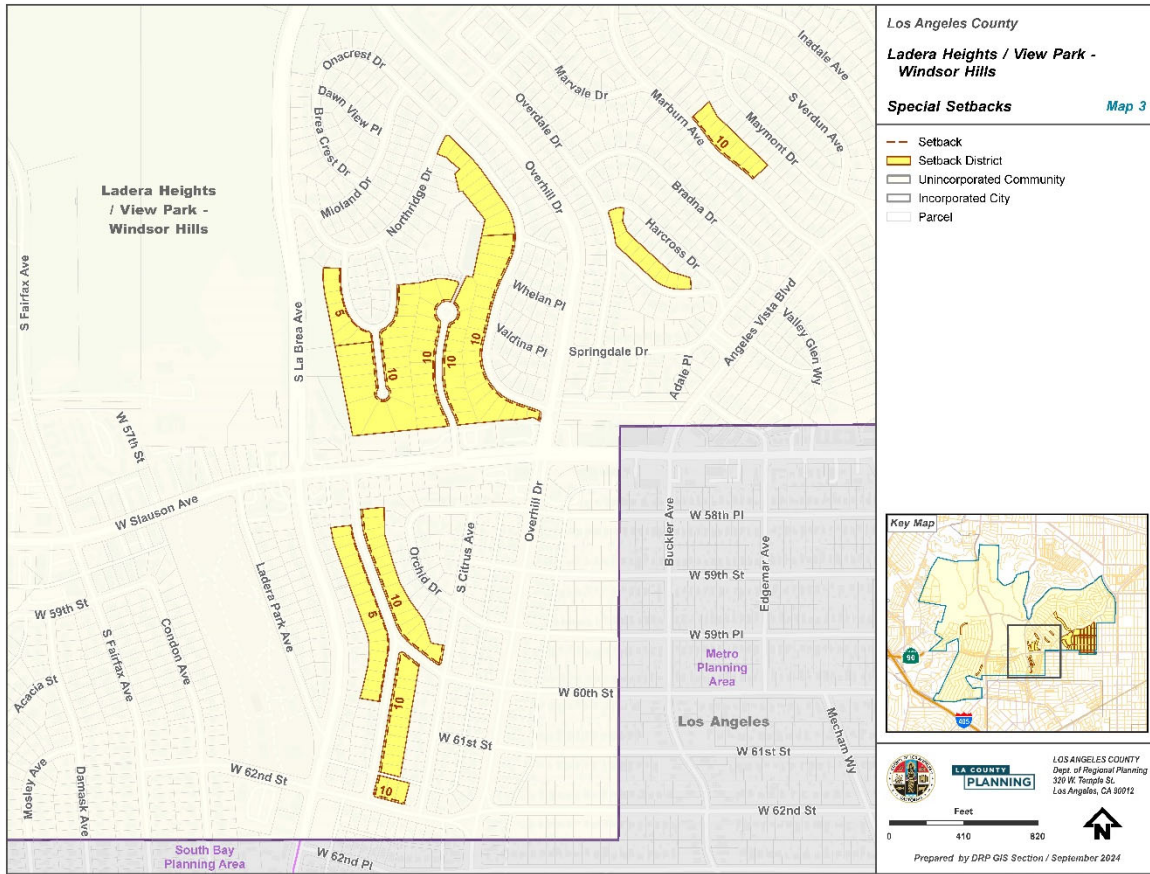 Los Angeles County
Ladera Heights / View Park -
Windsor Hills
Special Setbacks
Map 3
Setback
Setback District
Unincorporated Community
Incorporated City
Parcel
Onacrest Dr
Dawn View Pl
Brea Crest Dr
Mioland Dr
Northridge Dr
Overdale Dr
Overhill Dr
Marvale Dr
Marburn Ave
Inadale Ave
S Verdun Ave
Maymont Dr
10
Bradna Dr
Harcross Dr
Ladera Heights
/ View Park -
Windsor Hills
S Fairfax Ave
S La Brea Ave
Whelan Pl
Valdina Pl
Springdale Dr
Adale Pl
Angeles Vista Blvd
Valley Glen Wy
5
10
10
10
10
W 57th St
W Slauson Ave
Overhill Dr
S Citrus Ave
Orchid Dr
Ladera Park Ave
5
10
10
10
W 59th St
S Fairfax Ave
Condon Ave
Acacia St
Mosley Ave
Damask Ave
W 62nd St
W 58th Pl
Buckler Ave
Edgemar Ave
W 59th St
W 59th Pl
Metro
Planning
Area
W 60th St
Los Angeles
W 61st St
W 61st St
Mecham Wy
W 62nd St
South Bay
Planning Area
W 62nd Pl
Key Map
90
405
LA COUNTY
PLANNING
LOS ANGELES COUNTY
Dept. of Regional Planning
320 W. Temple St.
Los Angeles, CA 90012
Feet
0 410 820
N
Prepared by DRP GIS Section / September 2024